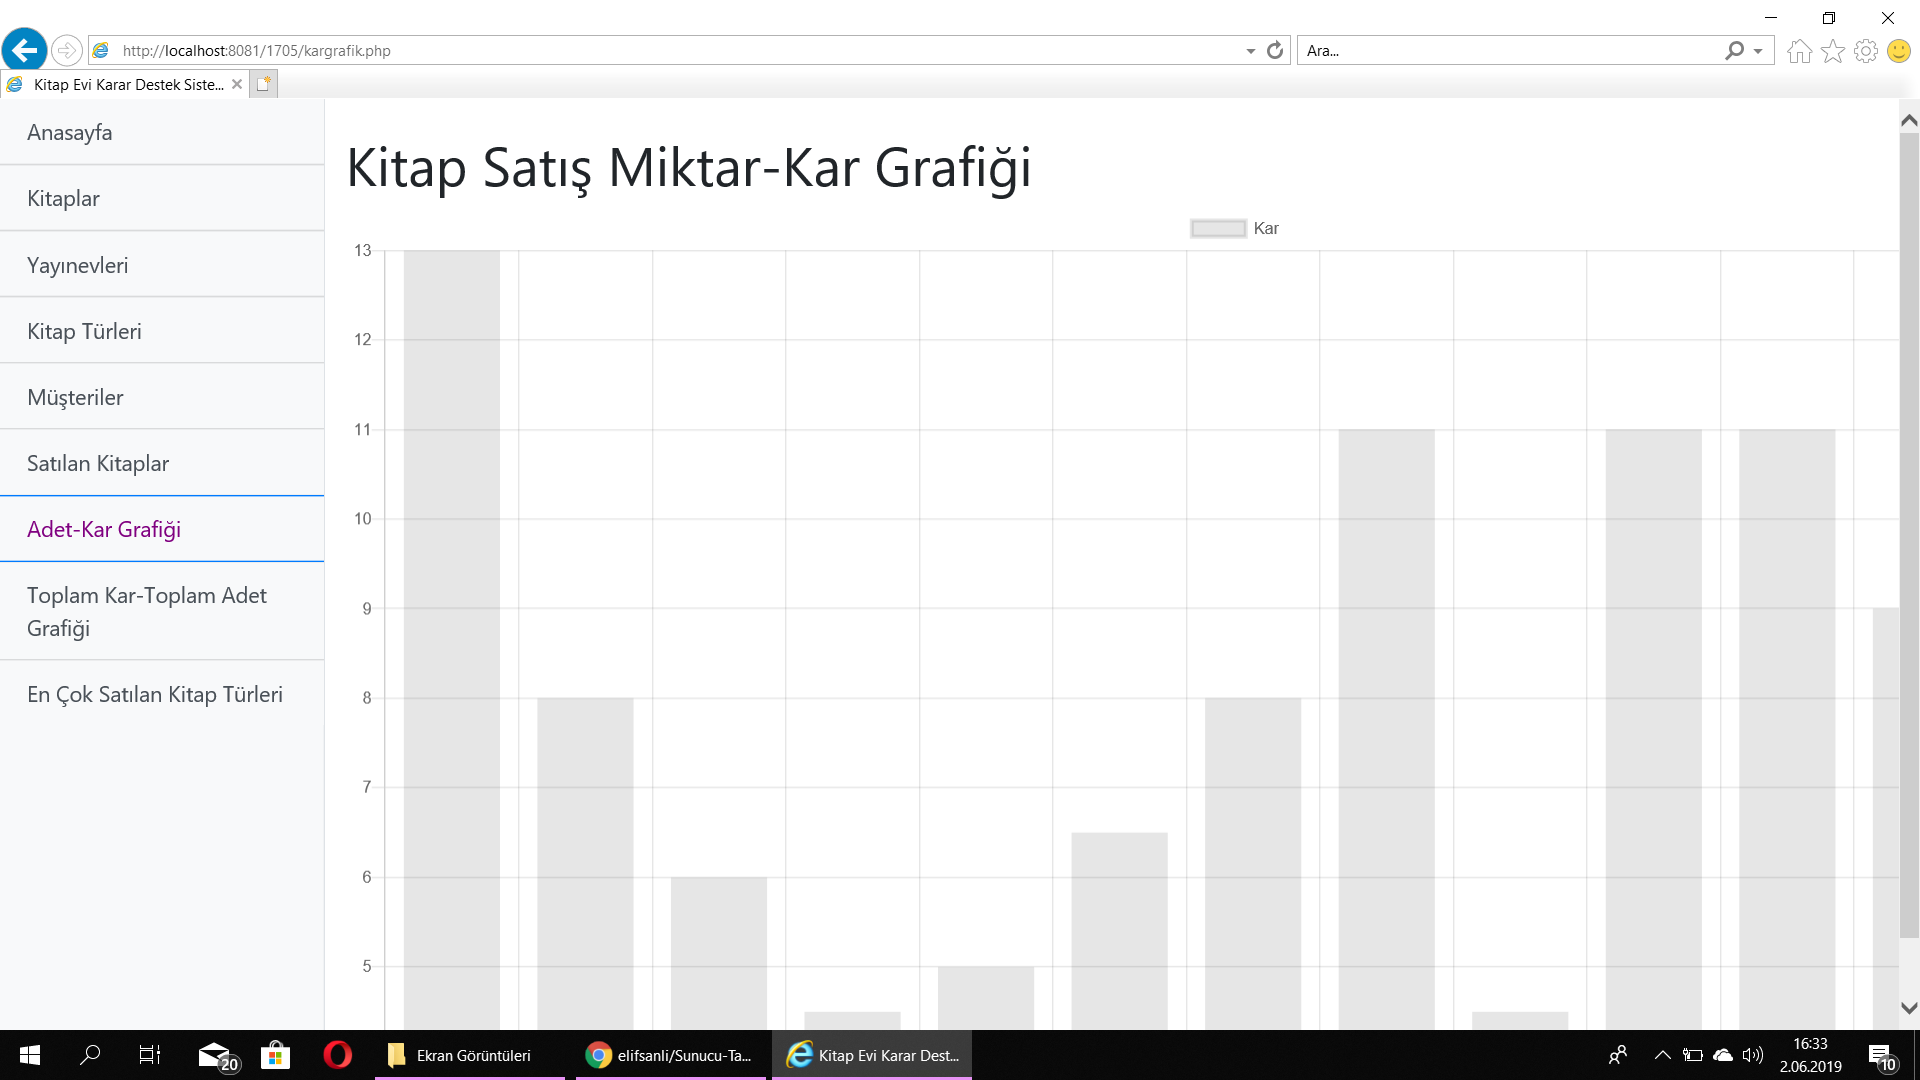 http://localhost:8081/1705/kargrafik.php
Ara...
Kitap Evi Karar Destek Siste...
Anasayfa
Kitaplar
Yayınevleri
Kitap Türleri
Müşteriler
Satılan Kitaplar
Adet-Kar Grafiği
Toplam Kar-Toplam Adet
Grafiği
En Çok Satılan Kitap Türleri
Kitap Satış Miktar-Kar Grafiği
Kar
13
12
11
10
9
8
7
6
5
20
Ekran Görüntüleri
elifsanli/Sunucu-Ta...
Kitap Evi Karar Dest...
16:33
2.06.2019
10